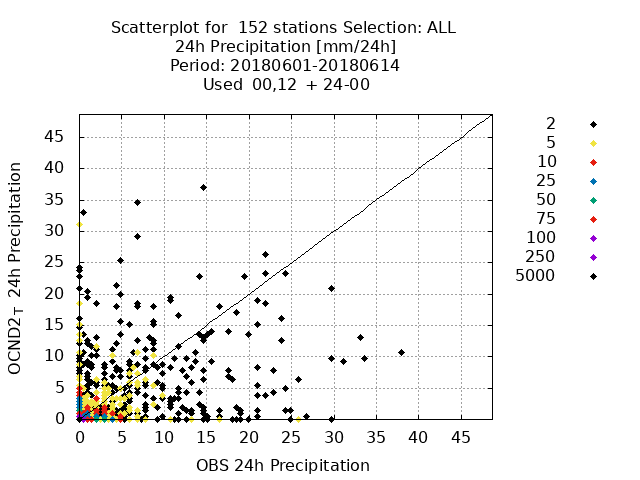 Scatterplot for  152 stations Selection: ALL
24h Precipitation [mm/24h]
Period: 20180601-20180614
Used  00,12  + 24-00
OCND2T  24h Precipitation
45
40
35
30
25
20
15
10
5
0
0 5 10 15 20 25 30 35 40 45
OBS 24h Precipitation
2
5
10
25
50
75
100
250
5000